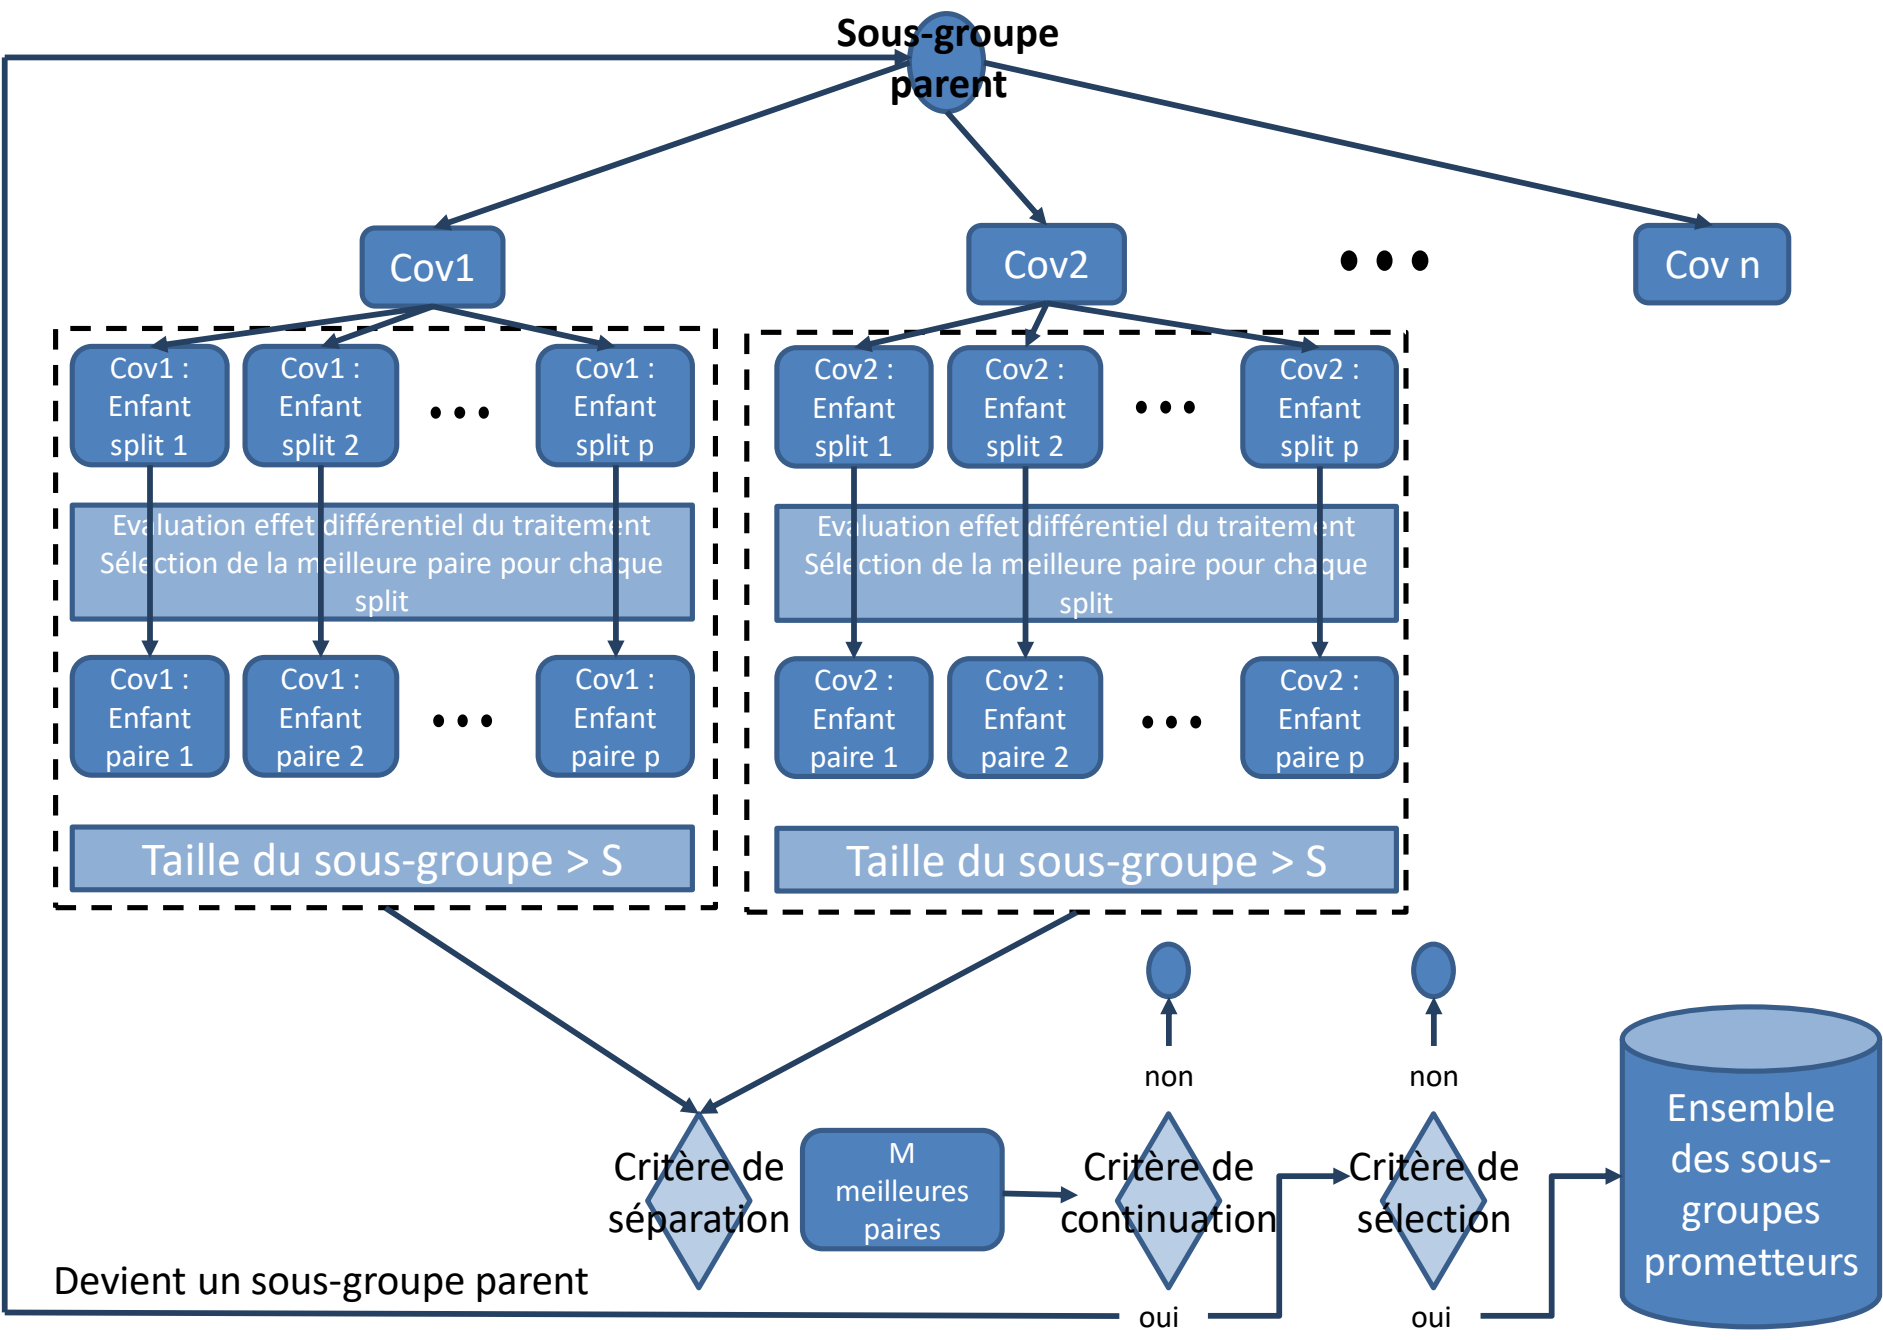 Sous-groupe
parent
Cov1
Cov2
Cov n
Cov1 :
Enfant
split 1
Cov1 :
Enfant
split 2
Cov1 :
Enfant
split p
Cov2 :
Enfant
split 1
Cov2 :
Enfant
split 2
Cov2 :
Enfant
split p
Evaluation effet différentiel du traitement
Sélection de la meilleure paire pour chaque
split
Evaluation effet différentiel du traitement
Sélection de la meilleure paire pour chaque
split
Cov1 :
Enfant
paire 1
Cov1 :
Enfant
paire 2
Cov1 :
Enfant
paire p
Cov2 :
Enfant
paire 1
Cov2 :
Enfant
paire 2
Cov2 :
Enfant
paire p
Taille du sous-groupe > S
Taille du sous-groupe > S
non
non
Critère de
séparation
M
meilleures
paires
Critère de
continuation
Critère de
sélection
Ensemble
des sous-
groupes
prometteurs
Devient un sous-groupe parent
oui
oui